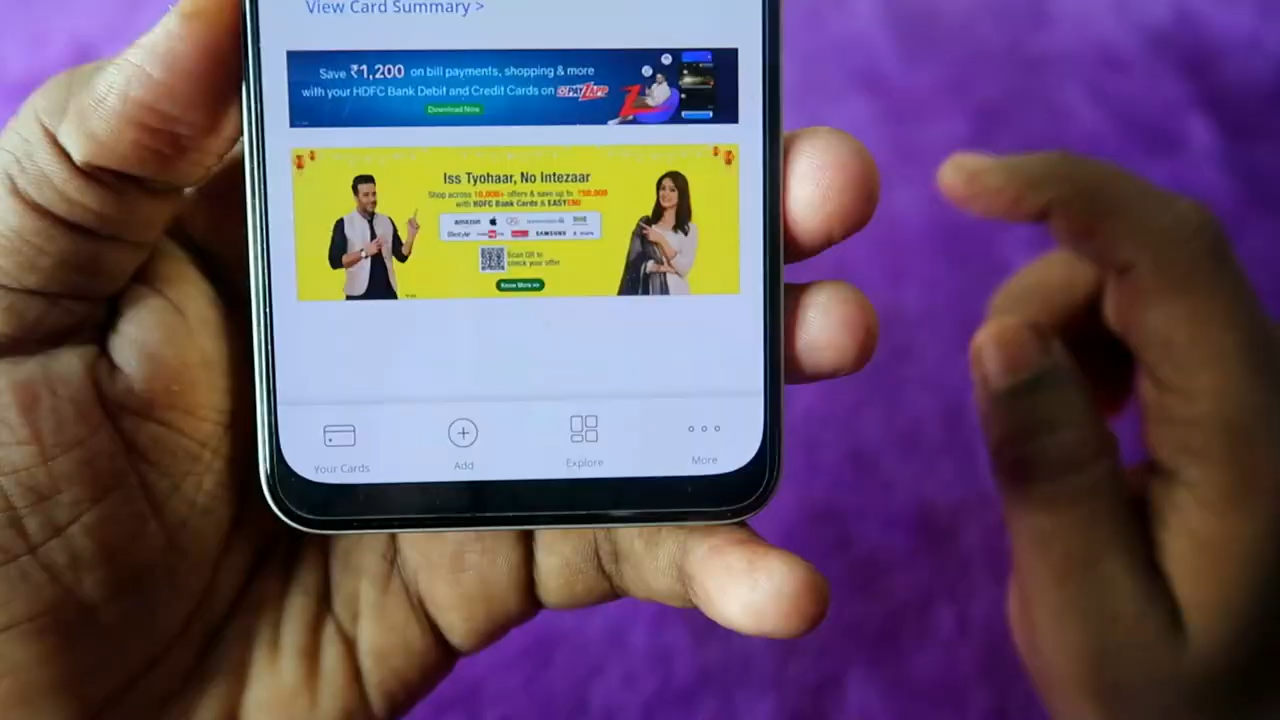 View Card Summary >
Save ₹1,200 on bill payments, shopping & more
with your HDFC Bank Debit and Credit Cards on PAYZAPP
Download Now
Iss Tyohaar, No Intezaar
Shop across 10,000+ offers & save up to ₹50,000
with HDFC Bank Cards & EASYEMI
amazon
lifestyle SAMSUNG
Scan QR to
check your offer
Know More >>
Your Cards Add Explore More